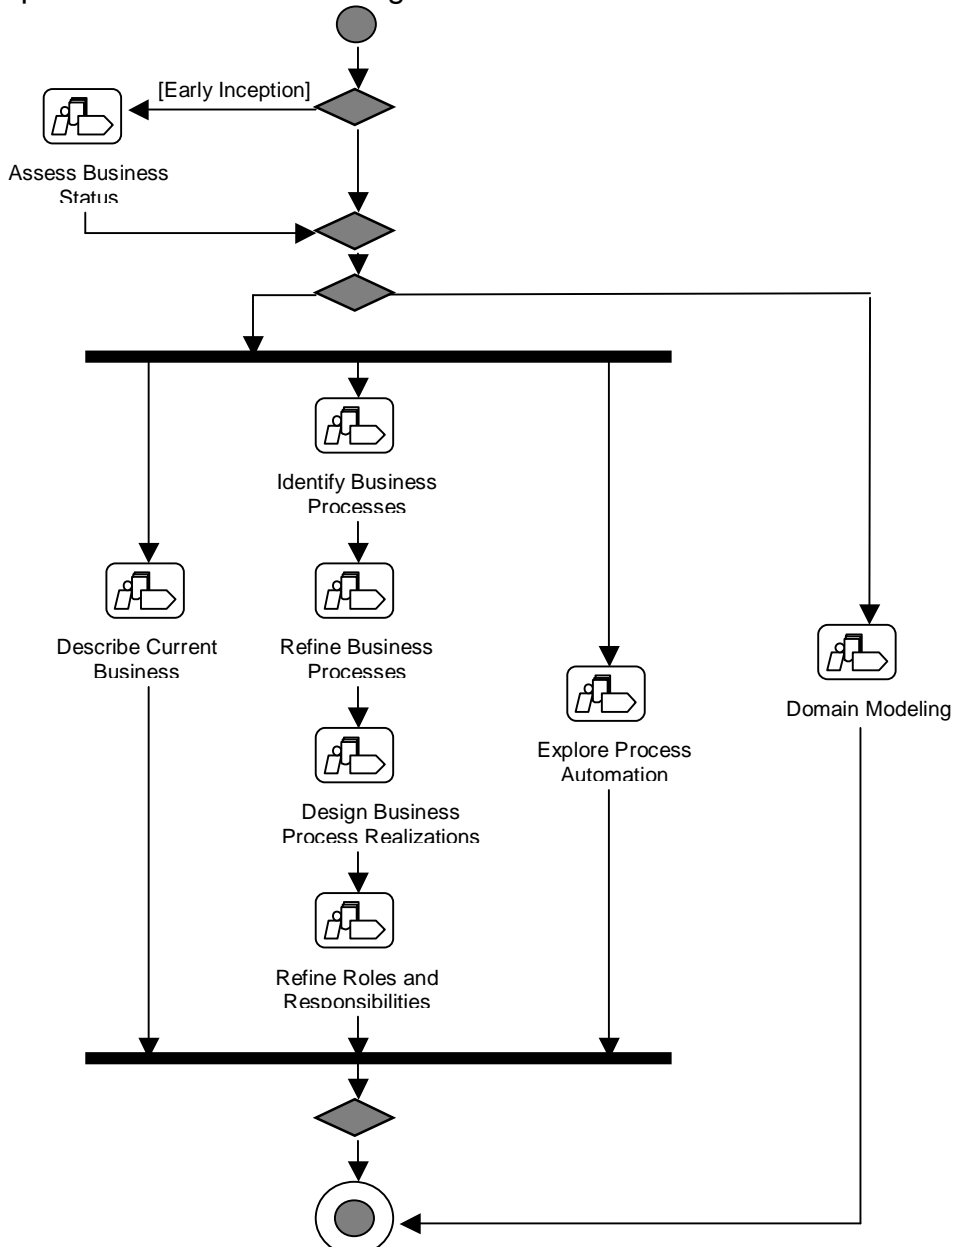 [Early Inception]
Assess Business
Status
Identify Business
Processes
Describe Current
Business
Refine Business
Processes
Domain Modeling
Explore Process
Automation
Design Business
Process Realizations
Refine Roles and
Responsibilities